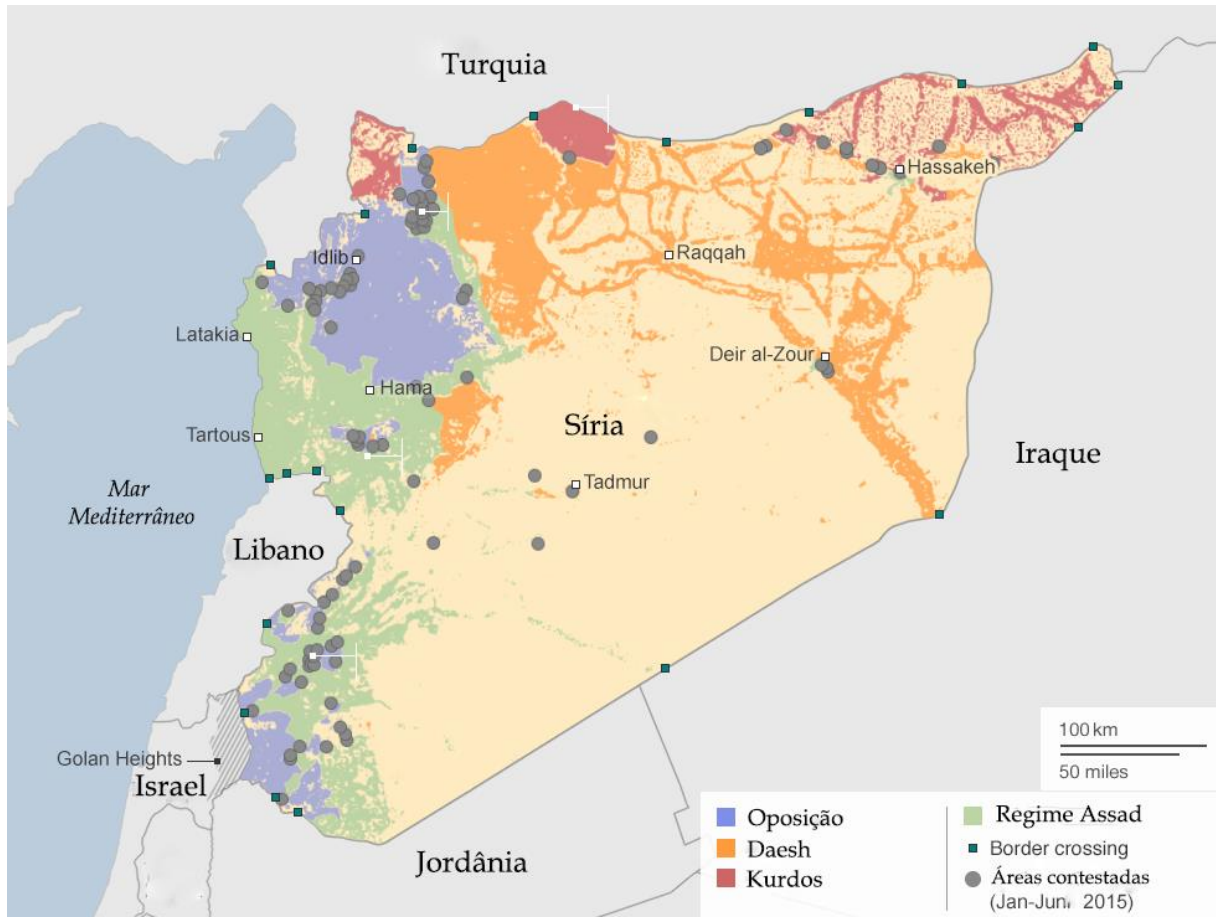 Turquia
Hassakeh
Idlib
Raqqah
Latakia
Deir al-Zour
Hama
Síria
Tartous
Iraque
Tadmur
Mar
Mediterrâneo
Libano
100 km
50 miles
Golan Heights
Israel
Jordânia
Oposição
Daesh
Kurdos
Regime Assad
Border crossing
Áreas contestadas
(Jan-Juni 2015)